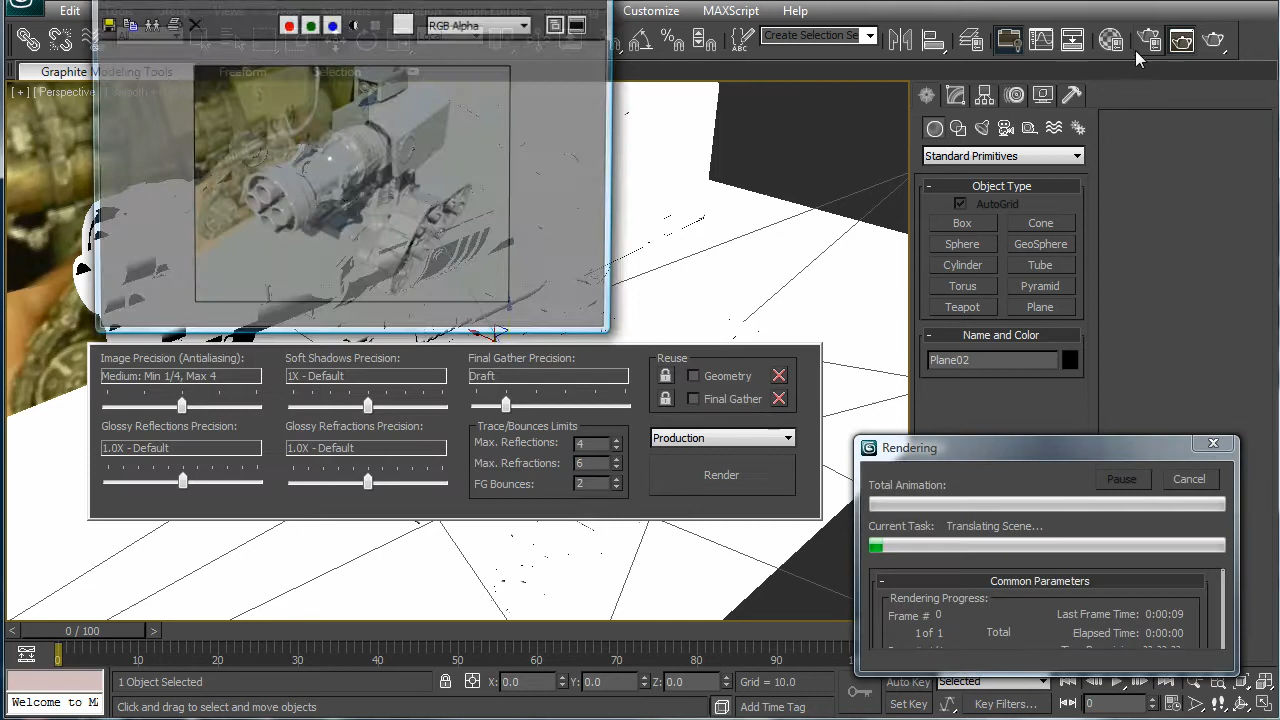 Edit
Customize
MAXScript
Help
RGB Alpha
Create Selection Se
Graphite Modeling Tools
Freeform
Selection
[ + ] [ Perspective
Standard Primitives
- Object Type
AutoGrid
Box
Cone
Sphere
GeoSphere
Cylinder
Tube
Torus
Pyramid
Teapot
Plane
- Name and Color
Plane02
Image Precision (Antialiasing):
Soft Shadows Precision:
Final Gather Precision:
Reuse
Medium: Min 1/4, Max 4
1X - Default
Draft
Geometry
Final Gather
Glossy Reflections Precision:
Glossy Refractions Precision:
Trace/Bounces Limits
1.0X - Default
1.0X - Default
Max. Reflections: 4
Max. Refractions: 6
FG Bounces: 2
Production
Render
Rendering
Total Animation:
Pause
Cancel
Current Task: Translating Scene...
- Common Parameters
Rendering Progress:
Frame # 0
Last Frame Time: 0:00:09
1 of 1
Total
Elapsed Time: 0:00:00
< 0 / 100 >
0 10 20 30 40 50 60 70 80 90
1 Object Selected
X: 0.0
Y: 0.0
Z: 0.0
Grid = 10.0
Auto Key
Selected
Welcome to M
Click and drag to select and move objects
Add Time Tag
Set Key
Key Filters...
0